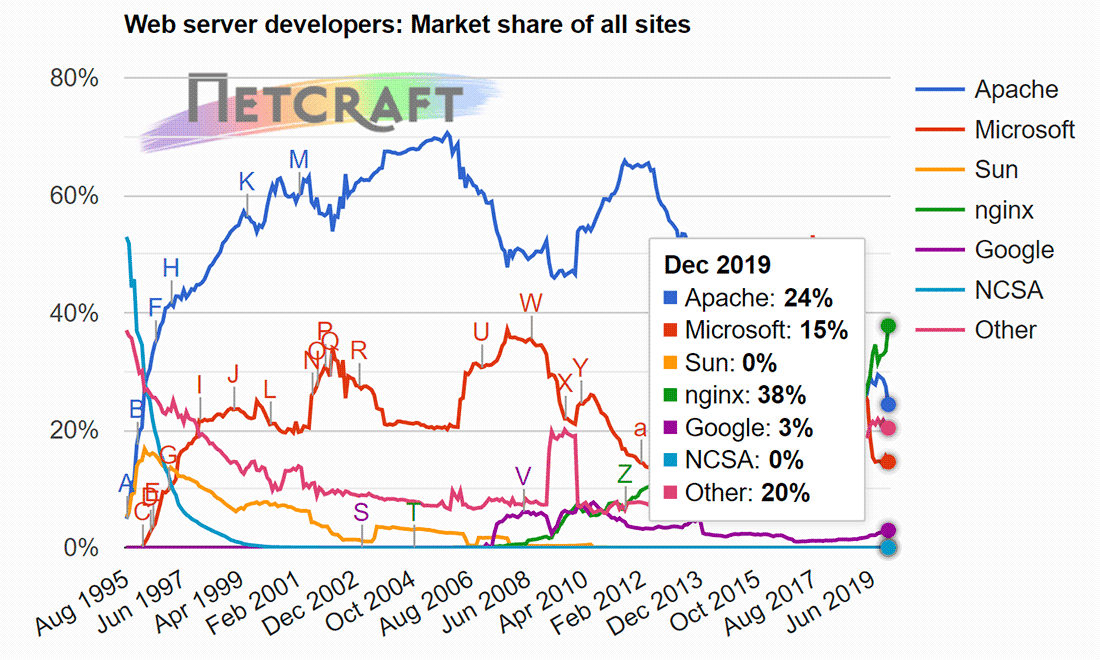 Web server developers: Market share of all sites
80%
NETCRAFT
60%
40%
20%
0%
A
B
C
D
E
F
G
H
I
J
K
L
M
N
O
P
Q
R
S
T
U
V
W
X
Y
Z
a
Dec 2019
Apache: 24%
Microsoft: 15%
Sun: 0%
nginx: 38%
Google: 3%
NCSA: 0%
Other: 20%
Apache
Microsoft
Sun
nginx
Google
NCSA
Other
Aug 1995
Jun 1997
Apr 1999
Feb 2001
Dec 2002
Oct 2004
Aug 2006
Jun 2008
Apr 2010
Feb 2012
Dec 2013
Oct 2015
Aug 2017
Jun 2019